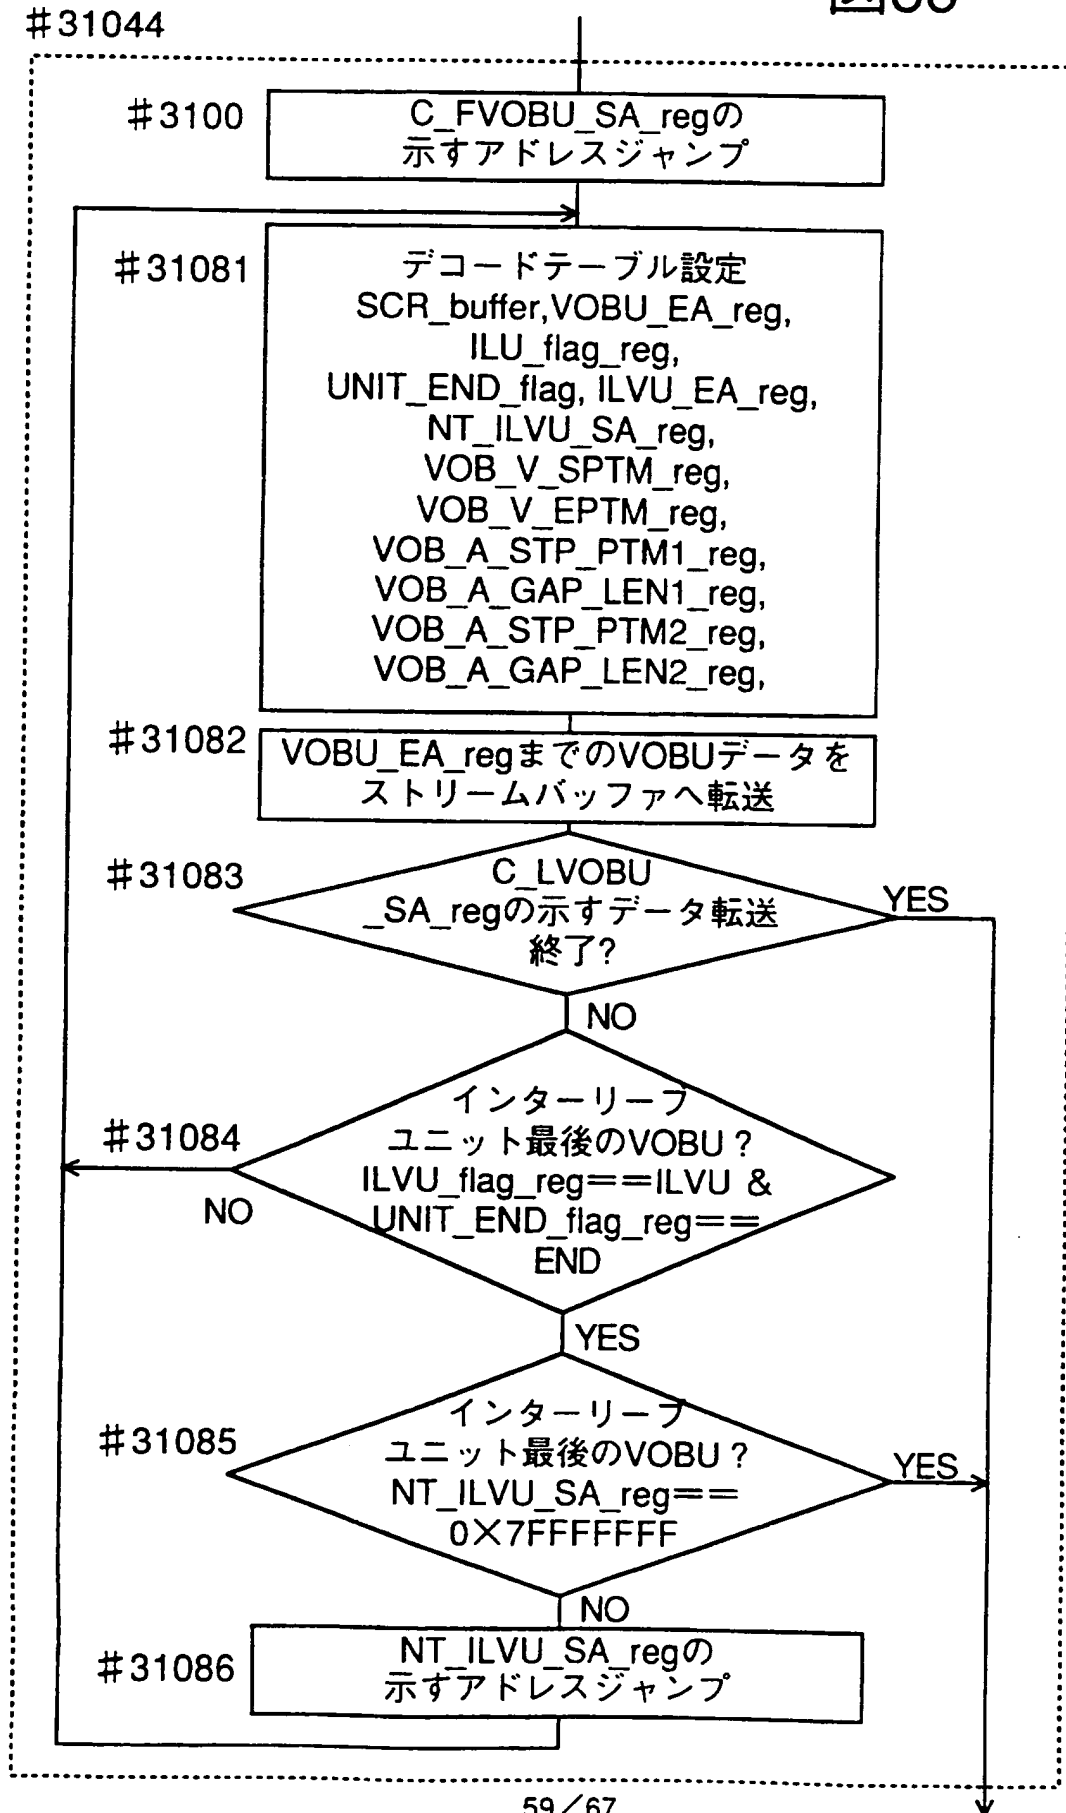 #31044
#3100
C_FVOBU_SA_regの
示すアドレスジャンプ
#31081
デコードテーブル設定
SCR_buffer,VOBU_EA_reg,
ILU_flag_reg,
UNIT_END_flag, ILVU_EA_reg,
NT_ILVU_SA_reg,
VOB_V_SPTM_reg,
VOB_V_EPTM_reg,
VOB_A_STP_PTM1_reg,
VOB_A_GAP_LEN1_reg,
VOB_A_STP_PTM2_reg,
VOB_A_GAP_LEN2_reg,
#31082
VOBU_EA_regまでのVOBUデータを
ストリームバッファへ転送
#31083
C_LVOBU
_SA_regの示すデータ転送
終了?
YES
NO
#31084
インターリーブ
ユニット最後のVOBU?
ILVU_flag_reg==ILVU &
UNIT_END_flag_reg==
END
NO
YES
#31085
インターリーブ
ユニット最後のVOBU?
NT_ILVU_SA_reg==
0×7FFFFFFF
YES
NO
#31086
NT_ILVU_SA_regの
示すアドレスジャンプ
59/67